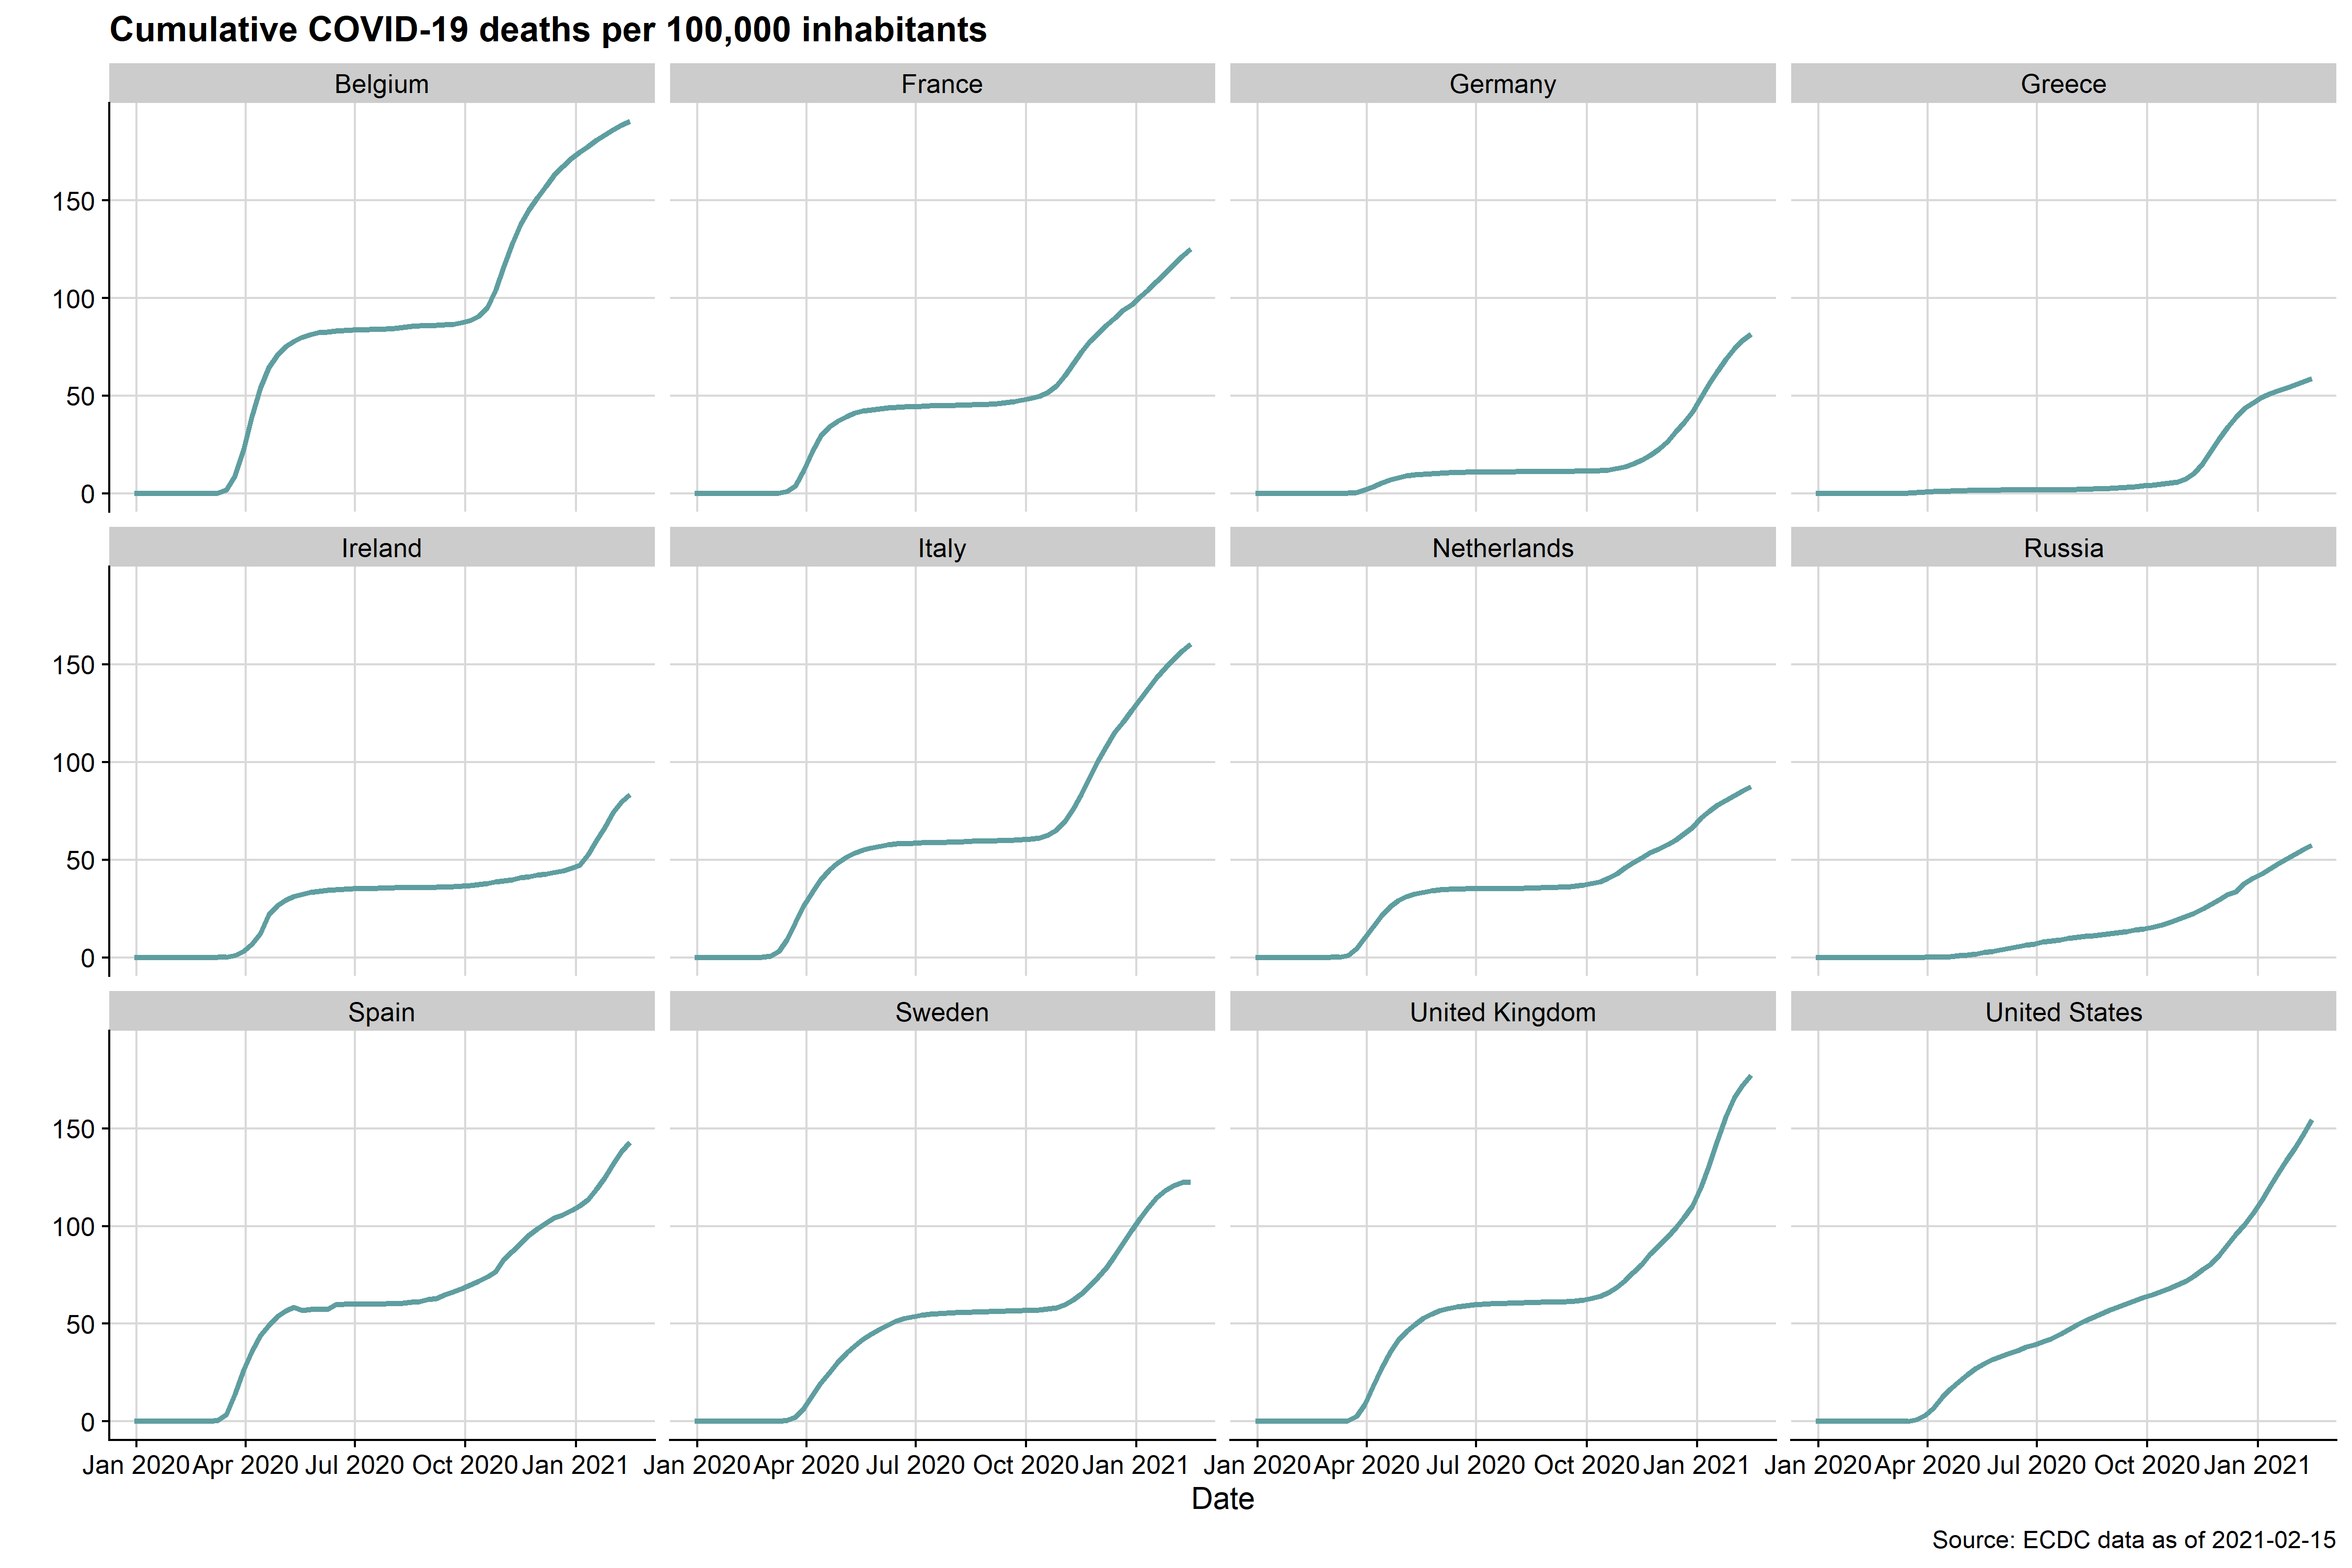 Cumulative COVID-19 deaths per 100,000 inhabitants
Belgium France Germany Greece
150
100
50
0
Ireland Italy Netherlands Russia
150
100
50
0
Spain Sweden United Kingdom United States
150
100
50
0
Jan 2020 Apr 2020 Jul 2020 Oct 2020 Jan 2021 Jan 2020 Apr 2020 Jul 2020 Oct 2020 Jan 2021 Jan 2020 Apr 2020 Jul 2020 Oct 2020 Jan 2021 Jan 2020 Apr 2020 Jul 2020 Oct 2020 Jan 2021
Date
Source: ECDC data as of 2021-02-15